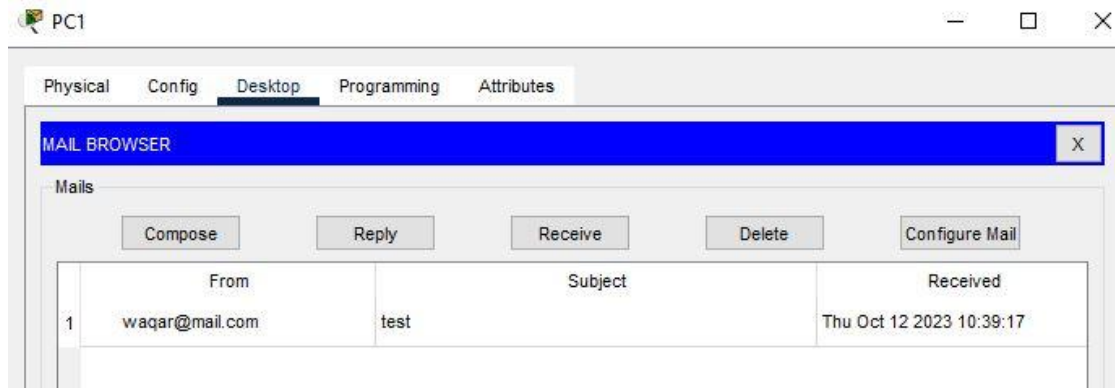 PC1
Physical Config Desktop Programming Attributes
MAIL BROWSER X
Mails
Compose Reply Receive Delete Configure Mail
From Subject Received
1 waqar@mail.com test Thu Oct 12 2023 10:39:17